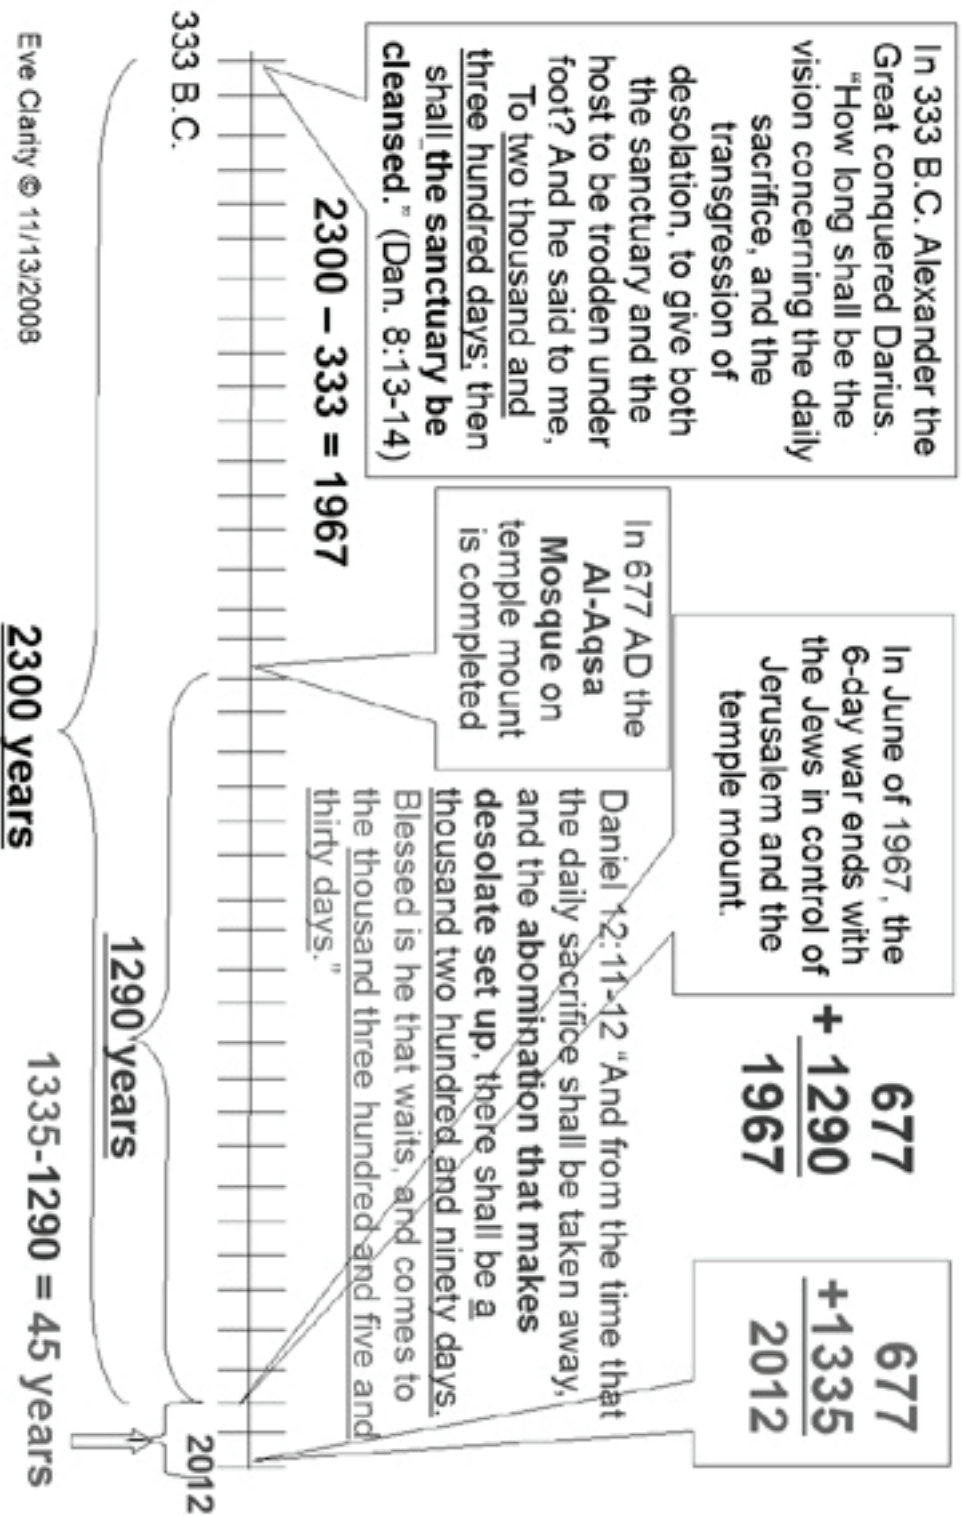 In 333 B.C. Alexander the
Great conquered Darius.
“How long shall be the
vision concerning the daily
sacrifice, and the
transgression of
desolation, to give both
the sanctuary and the
host to be trodden under
foot? And he said to me,
To two thousand and
three hundred days; then
shall the sanctuary be
cleansed.” (Dan. 8:13-14)
In June of 1967, the
6-day war ends with
the Jews in control of
Jerusalem and the
temple mount.
677
+ 1290
1967
677
+1335
2012
In 677 AD the
Al-Aqsa
Mosque on
temple mount
is completed
Daniel 12:11-12 “And from the time that
the daily sacrifice shall be taken away,
and the abomination that makes
desolate set up, there shall be a
thousand two hundred and ninety days.
Blessed is he that waits, and comes to
the thousand three hundred and five and
thirty days.”
2300 – 333 = 1967
333 B.C.
2012
1290 years
1335-1290 = 45 years
2300 years
Eve Clarity © 11/13/2008